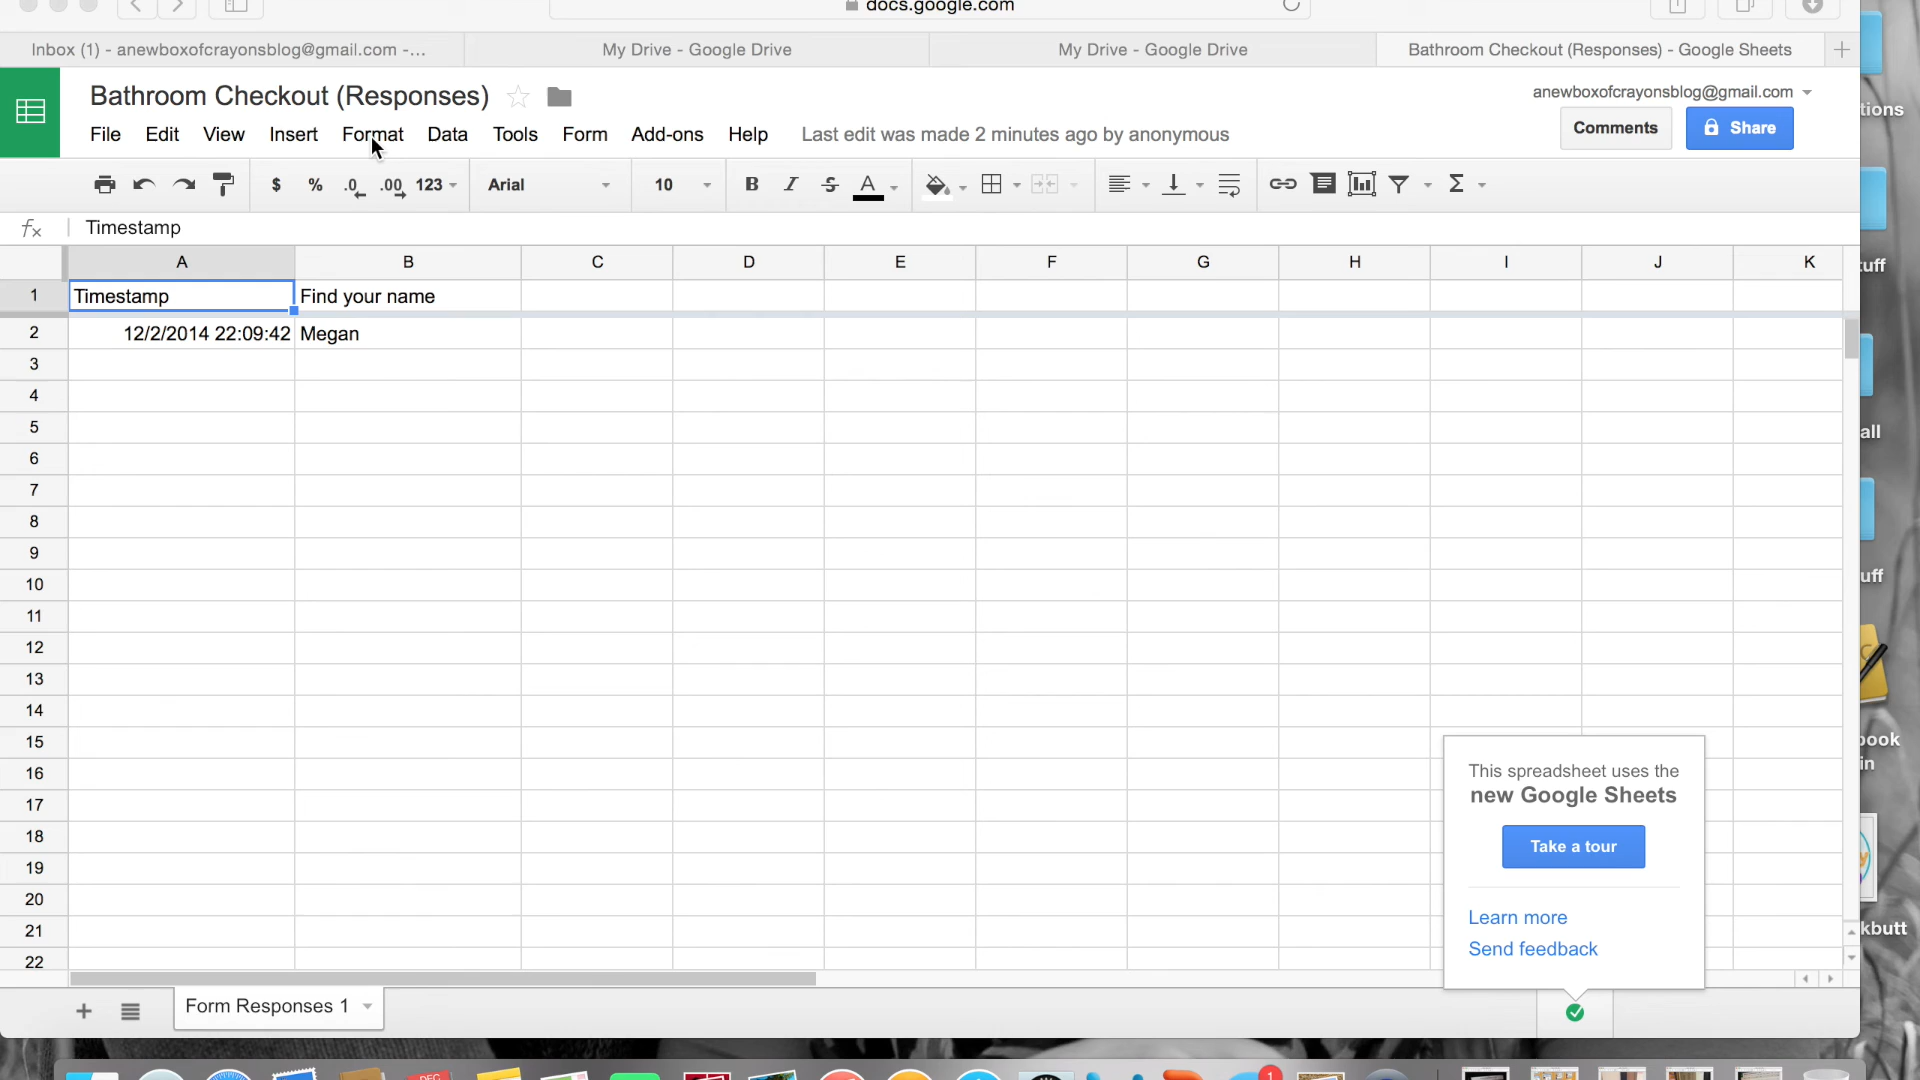 docs.google.com
Inbox (1) - anewboxofcrayonsblog@gmail.com -...
My Drive - Google Drive
My Drive - Google Drive
Bathroom Checkout (Responses) - Google Sheets
Bathroom Checkout (Responses)
anewboxofcrayonsblog@gmail.com
File Edit View Insert Format Data Tools Form Add-ons Help
Last edit was made 2 minutes ago by anonymous
Comments
Share
$ % .0 .00 123
Arial
10
B I S A
Σ
fx
Timestamp
A B C D E F G H I J K
1 Timestamp Find your name
2 12/2/2014 22:09:42 Megan
3
4
5
6
7
8
9
10
11
12
13
14
15
16
17
18
19
20
21
22
This spreadsheet uses the
new Google Sheets
Take a tour
Learn more
Send feedback
Form Responses 1
tions
uff
all
uff
book
in
kbutt
DEC
1